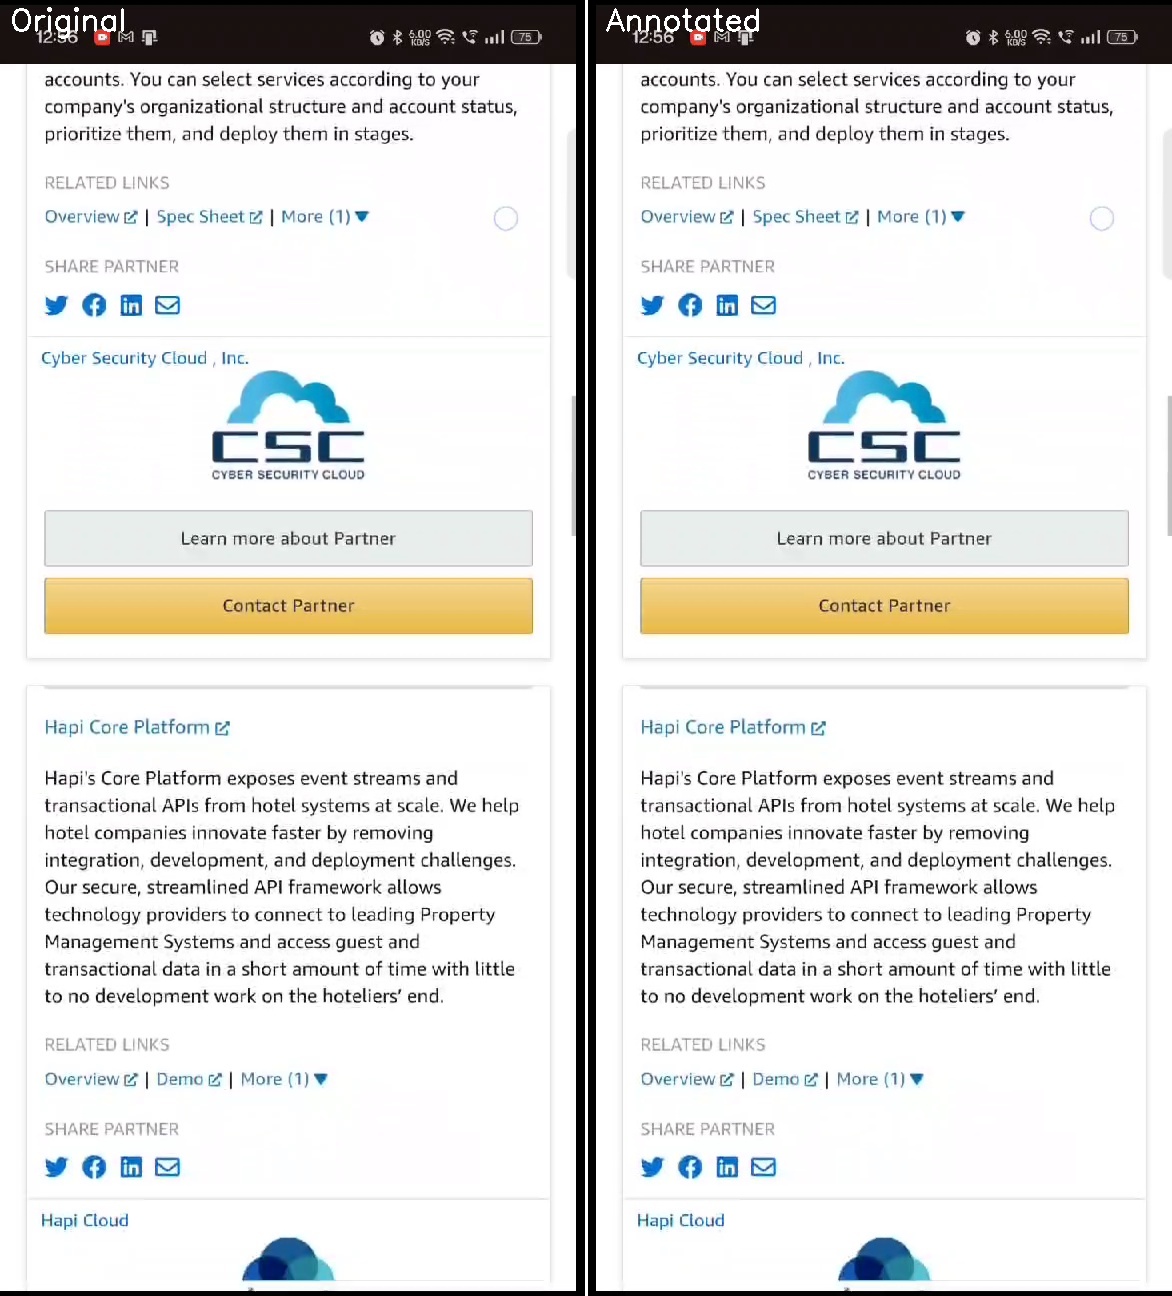 Original
12:56 6.00 KB/S 75
accounts. You can select services according to your
company's organizational structure and account status,
prioritize them, and deploy them in stages.
RELATED LINKS
Overview | Spec Sheet | More (1)
SHARE PARTNER
Cyber Security Cloud , Inc.
CSC
CYBER SECURITY CLOUD
Learn more about Partner
Contact Partner
Hapi Core Platform
Hapi's Core Platform exposes event streams and
transactional APIs from hotel systems at scale. We help
hotel companies innovate faster by removing
integration, development, and deployment challenges.
Our secure, streamlined API framework allows
technology providers to connect to leading Property
Management Systems and access guest and
transactional data in a short amount of time with little
to no development work on the hoteliers’ end.
RELATED LINKS
Overview | Demo | More (1)
SHARE PARTNER
Hapi Cloud
Annotated
12:56 6.00 KB/S 75
accounts. You can select services according to your
company's organizational structure and account status,
prioritize them, and deploy them in stages.
RELATED LINKS
Overview | Spec Sheet | More (1)
SHARE PARTNER
Cyber Security Cloud , Inc.
CSC
CYBER SECURITY CLOUD
Learn more about Partner
Contact Partner
Hapi Core Platform
Hapi's Core Platform exposes event streams and
transactional APIs from hotel systems at scale. We help
hotel companies innovate faster by removing
integration, development, and deployment challenges.
Our secure, streamlined API framework allows
technology providers to connect to leading Property
Management Systems and access guest and
transactional data in a short amount of time with little
to no development work on the hoteliers’ end.
RELATED LINKS
Overview | Demo | More (1)
SHARE PARTNER
Hapi Cloud